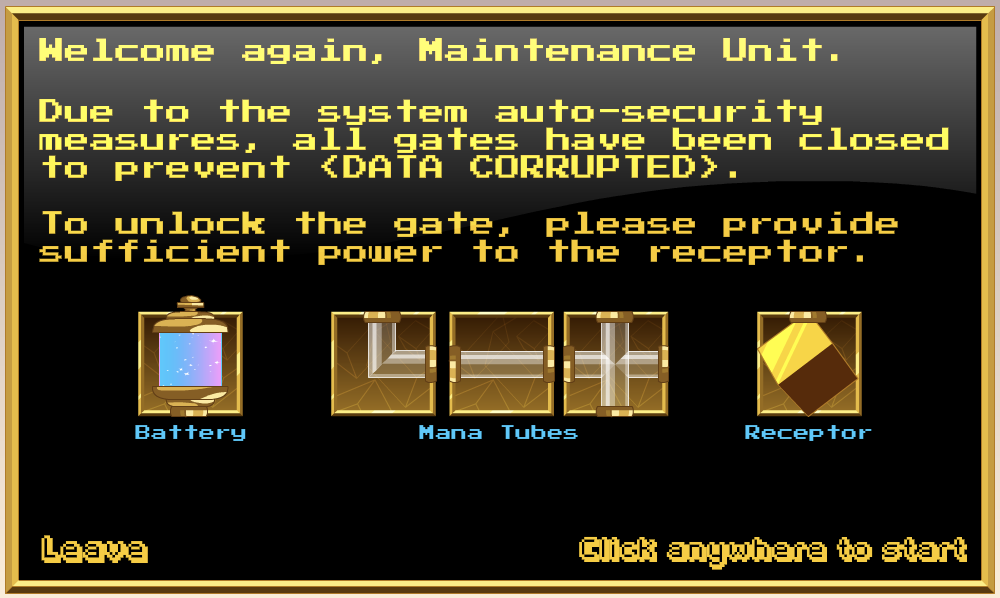 Welcome again, Maintenance Unit.
Due to the system auto-security
measures, all gates have been closed
to prevent <DATA CORRUPTED>.
To unlock the gate, please provide
sufficient power to the receptor.
Battery
Mana Tubes
Receptor
Leave
Click anywhere to start